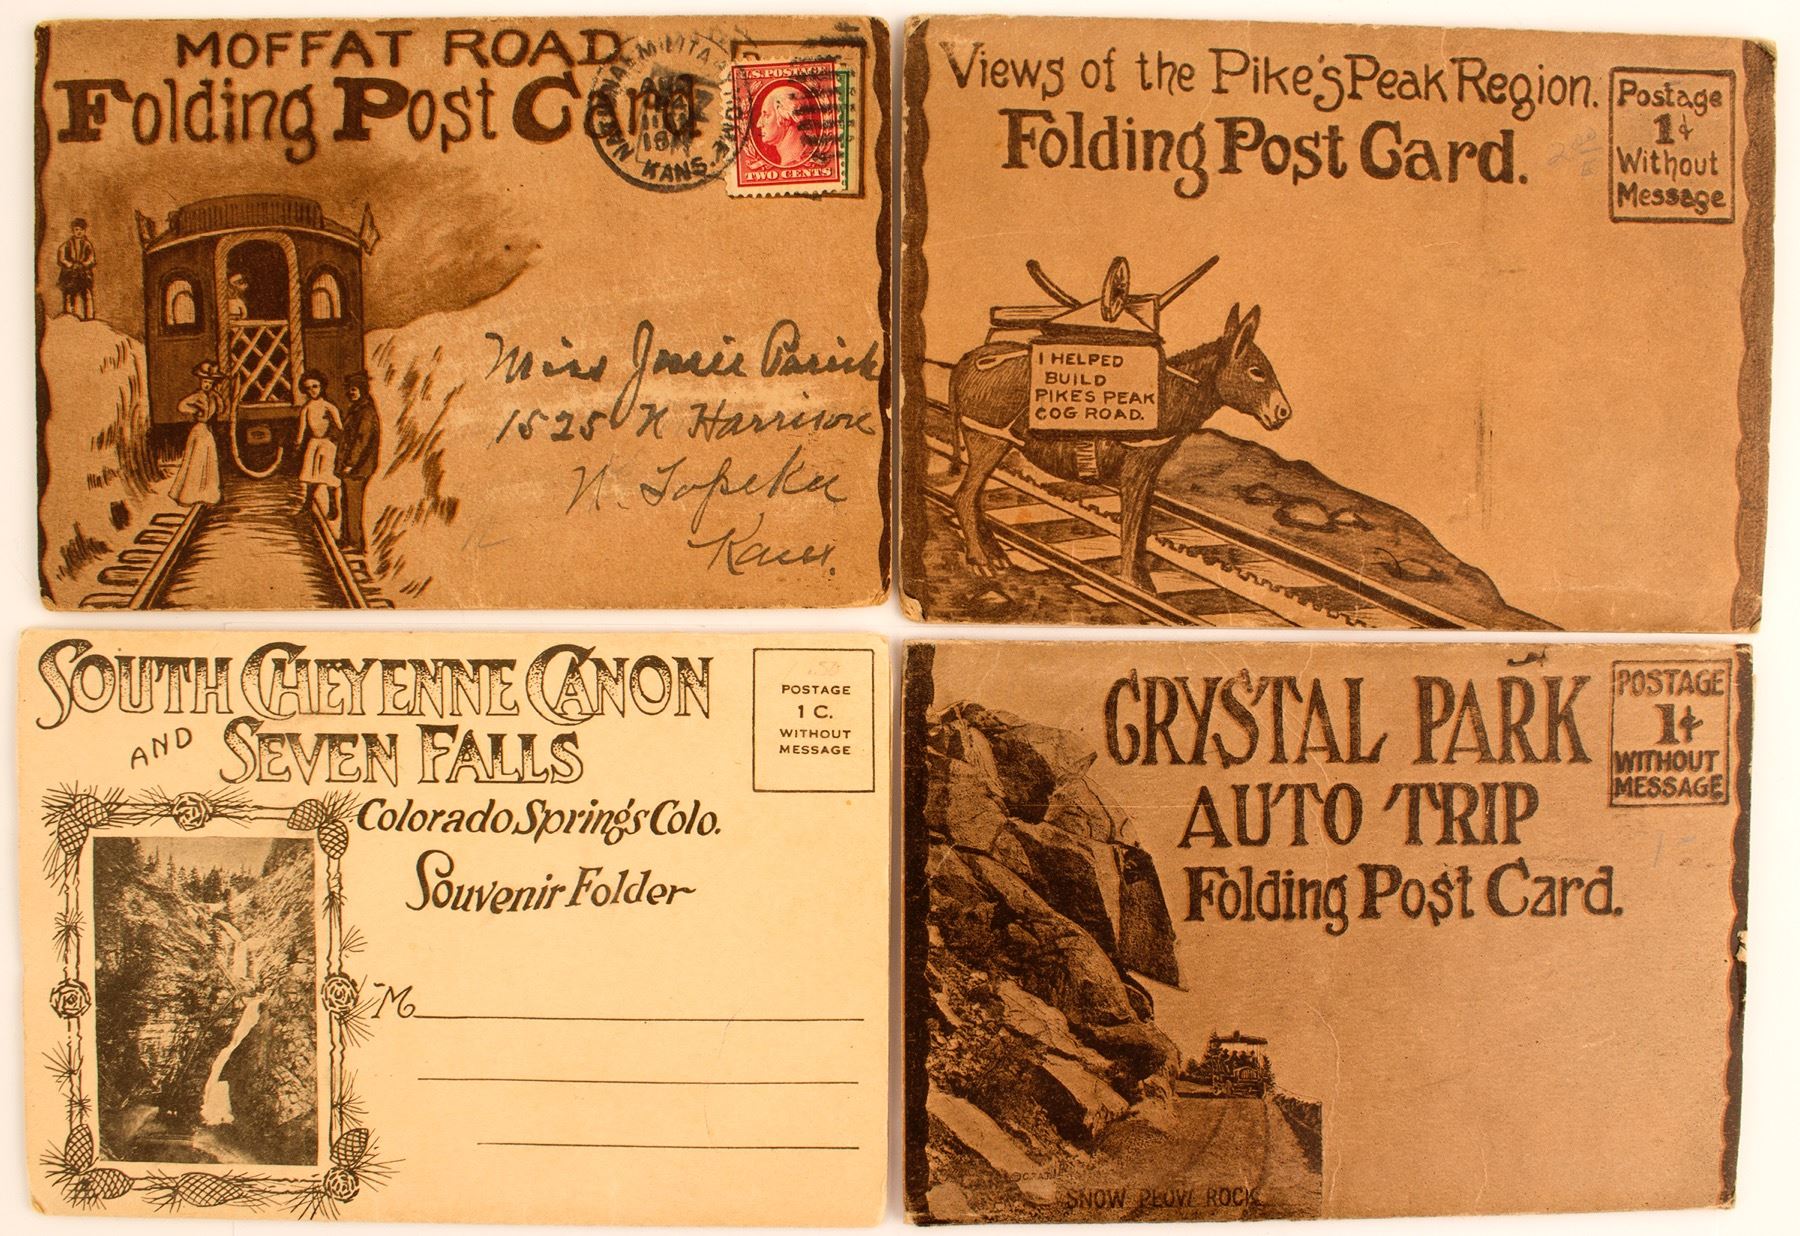 MOFFAT ROAD
Folding Post Card
KANS.
U.S. POSTAGE
TWO CENTS
Miss Jessie Parick
1525 N Harrison
N. Topeka
Kans.
Views of the Pike's Peak Region.
Folding Post Card.
Postage
1¢
Without
Message
I HELPED
BUILD
PIKE'S PEAK
COG ROAD.
SOUTH CHEYENNE CANON
AND SEVEN FALLS
Colorado Springs Colo.
Souvenir Folder
POSTAGE
1 C.
WITHOUT
MESSAGE
M
CRYSTAL PARK
AUTO TRIP
Folding Post Card.
POSTAGE
1¢
WITHOUT
MESSAGE
SNOW PLOW ROCK